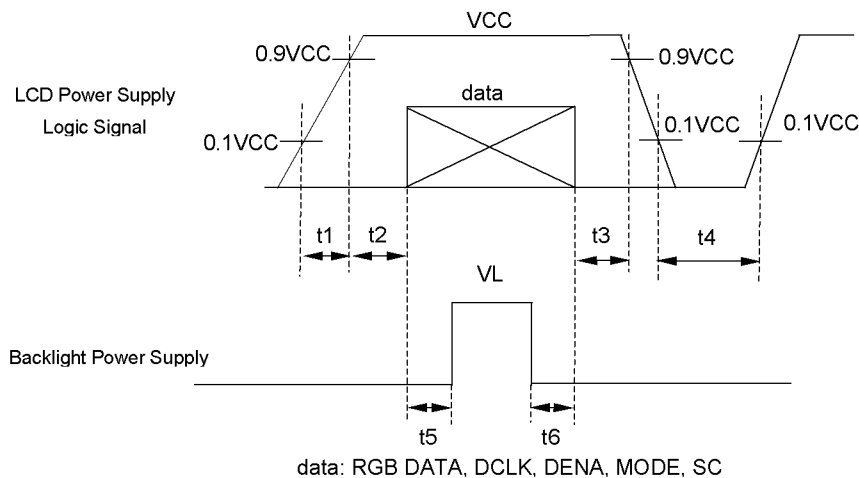 VCC
0.9VCC
0.9VCC
LCD Power Supply
Logic Signal
data
0.1VCC
0.1VCC
0.1VCC
t1
t2
t3
t4
VL
Backlight Power Supply
t5
t6
data: RGB DATA, DCLK, DENA, MODE, SC